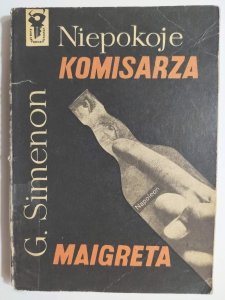 Niepokoje
KOMISARZA
G. Simenon
Napoleon
MAIGRETA